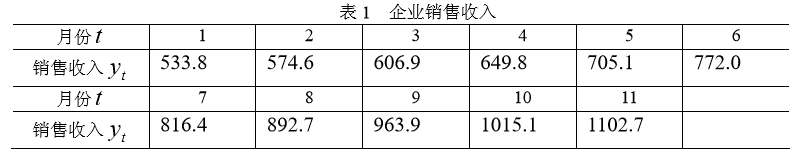 表 1 企业销售收入
月份 t 1 2 3 4 5 6
销售收入 yt 533.8 574.6 606.9 649.8 705.1 772.0
月份 t 7 8 9 10 11
销售收入 yt 816.4 892.7 963.9 1015.1 1102.7